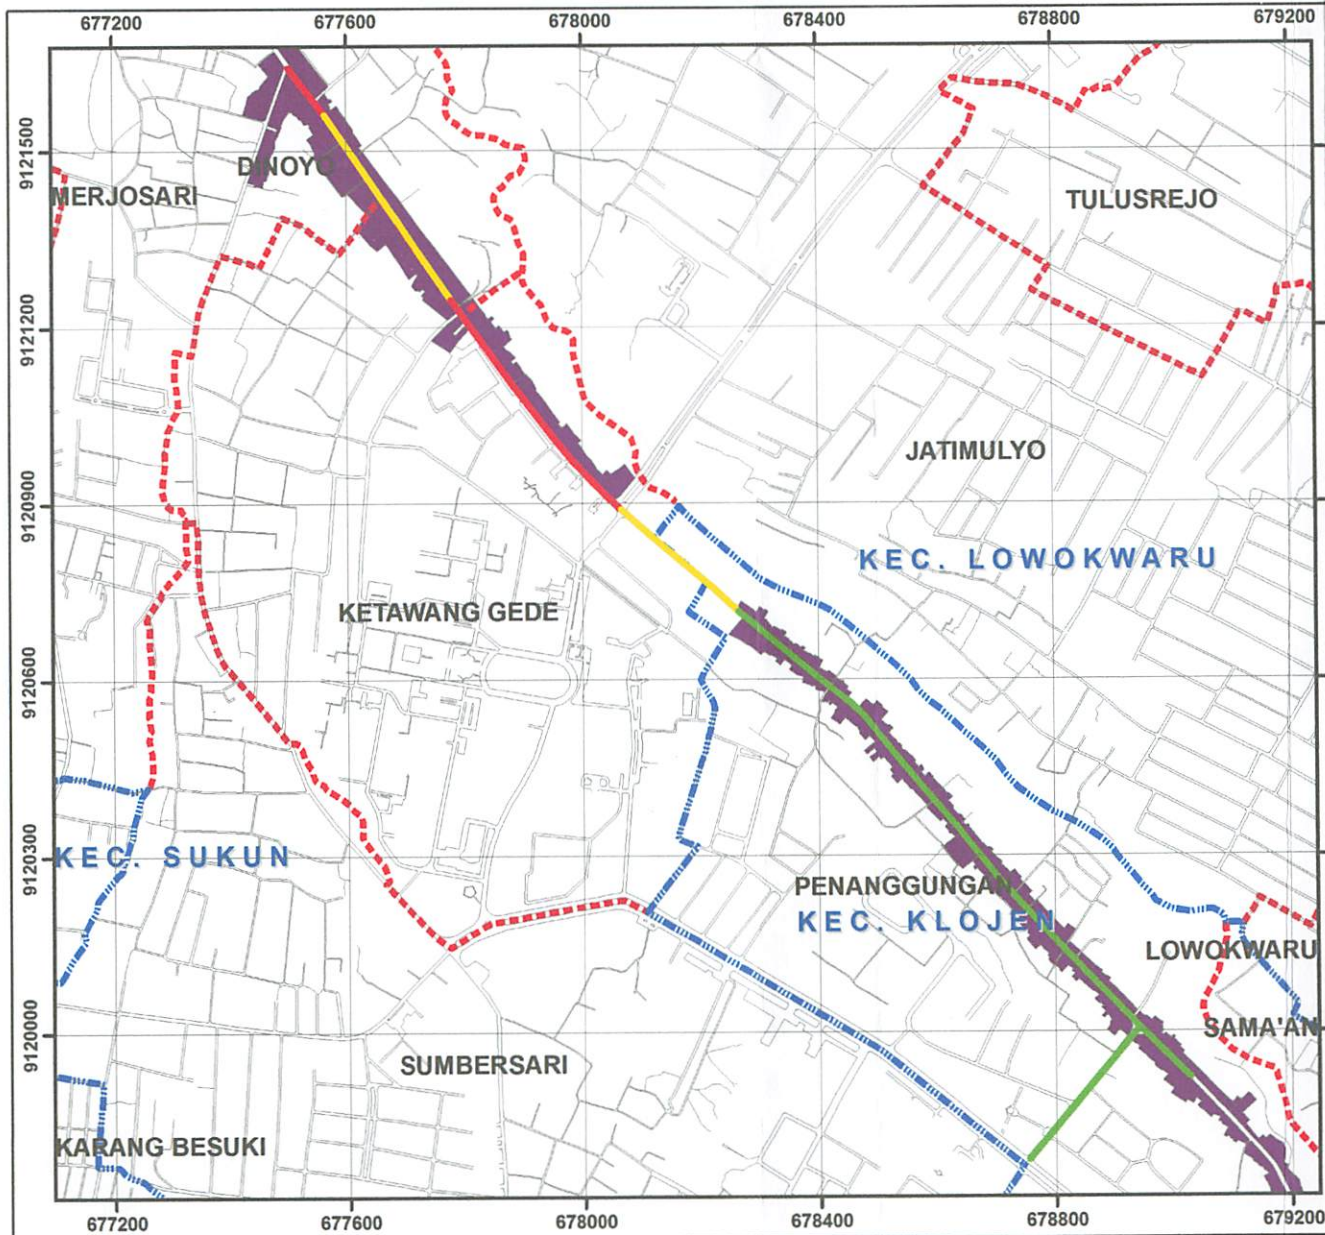 677200 677600 678000 678400 678800 679200
9121500
DINOYO
MERJOSARI
TULUSREJO
9121200
JATIMULYO
9120900
KEC. LOWOKWARU
KETAWANG GEDE
9120600
9120300
KEC. SUKUN
PENANGGUNGAN
KEC. KLOJEN
LOWOKWARU
SAMA'AN
9120000
SUMBERSARI
KARANG BESUKI
677200 677600 678000 678400 678800 679200